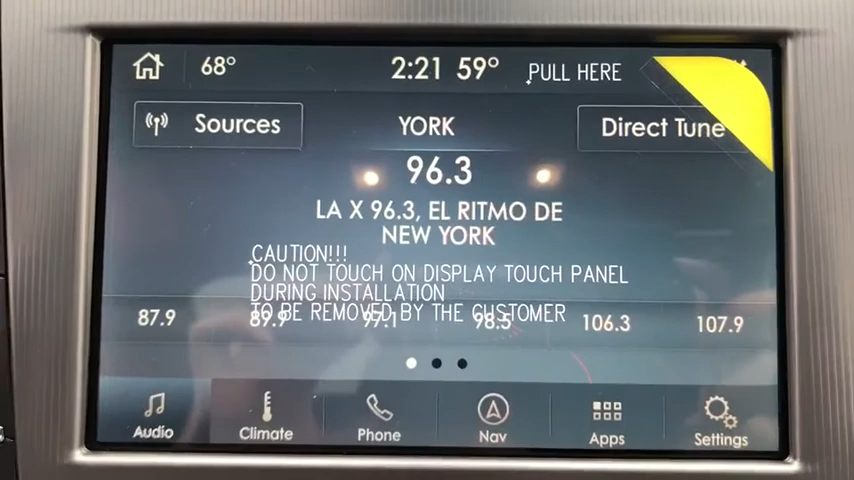 68° 2:21 59° PULL HERE
Sources YORK Direct Tune
96.3
LA X 96.3, EL RITMO DE
NEW YORK
CAUTION!!!
DO NOT TOUCH ON DISPLAY TOUCH PANEL
DURING INSTALLATION
TO BE REMOVED BY THE CUSTOMER
87.9 89.9 97.1 98.5 106.3 107.9
Audio Climate Phone Nav Apps Settings